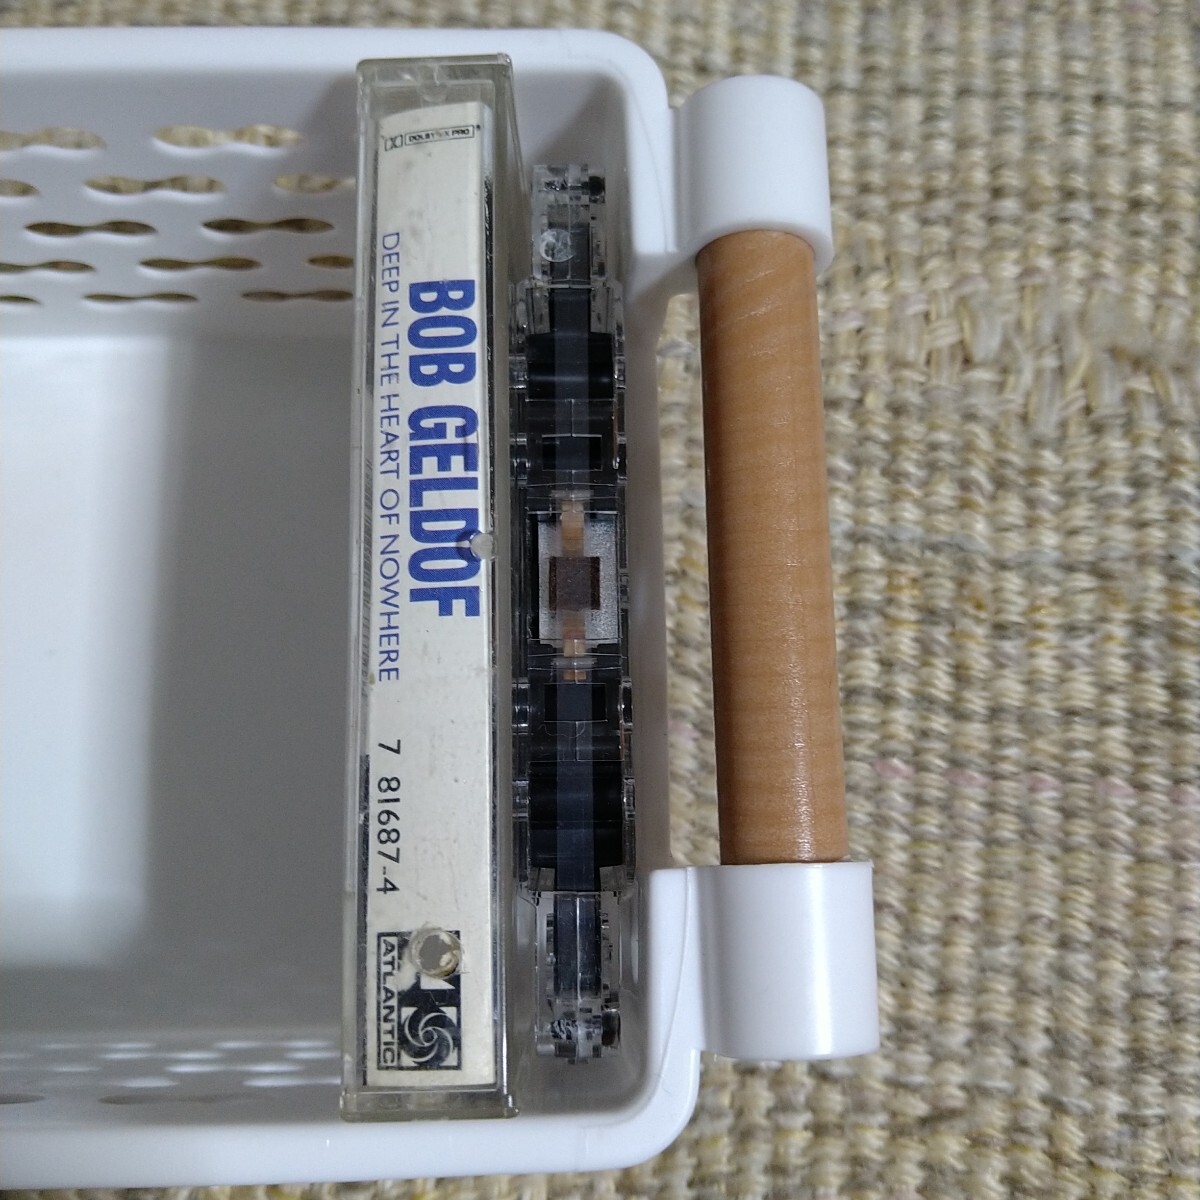 DOLBY HX PRO
BOB GELDOF
DEEP IN THE HEART OF NOWHERE
7 81687-4
ATLANTIC